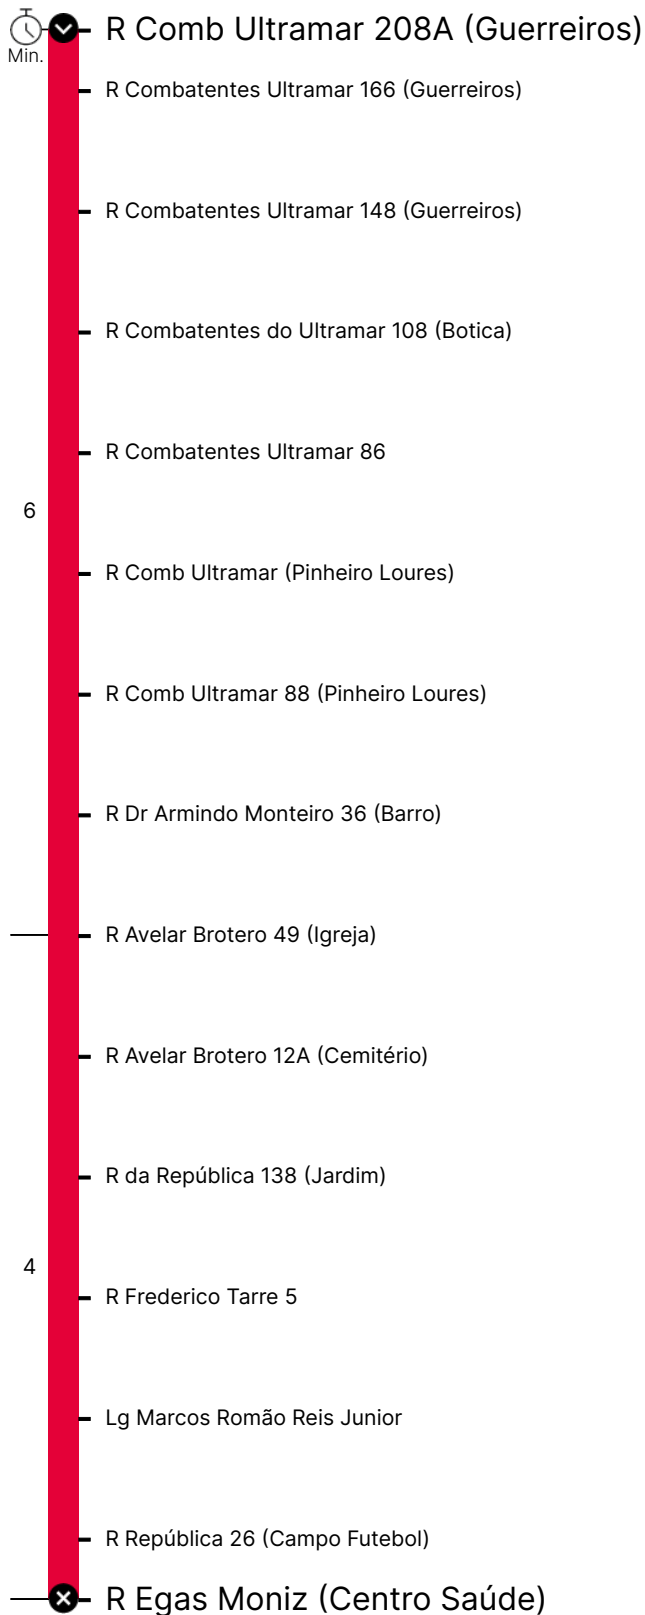 R Comb Ultramar 208A (Guerreiros)
Min.
R Combatentes Ultramar 166 (Guerreiros)
R Combatentes Ultramar 148 (Guerreiros)
R Combatentes do Ultramar 108 (Botica)
R Combatentes Ultramar 86
6
R Comb Ultramar (Pinheiro Loures)
R Comb Ultramar 88 (Pinheiro Loures)
R Dr Armindo Monteiro 36 (Barro)
R Avelar Brotero 49 (Igreja)
R Avelar Brotero 12A (Cemitério)
R da República 138 (Jardim)
4
R Frederico Tarre 5
Lg Marcos Romão Reis Junior
R República 26 (Campo Futebol)
R Egas Moniz (Centro Saúde)